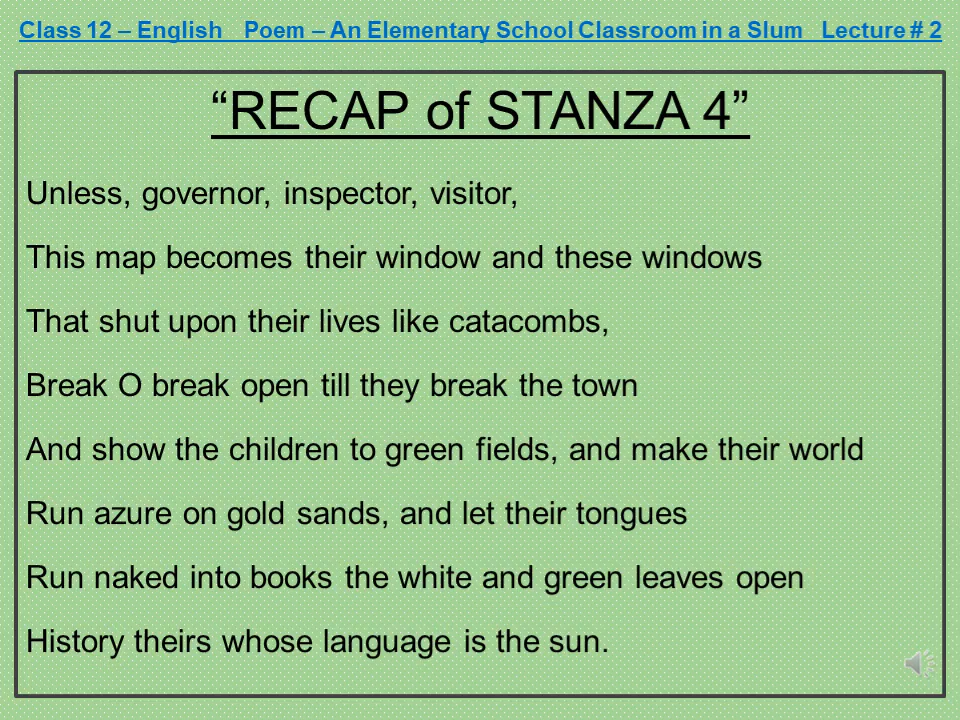 Class 12 – English   Poem – An Elementary School Classroom in a Slum   Lecture # 2
“RECAP of STANZA 4”
Unless, governor, inspector, visitor,
This map becomes their window and these windows
That shut upon their lives like catacombs,
Break O break open till they break the town
And show the children to green fields, and make their world
Run azure on gold sands, and let their tongues
Run naked into books the white and green leaves open
History theirs whose language is the sun.